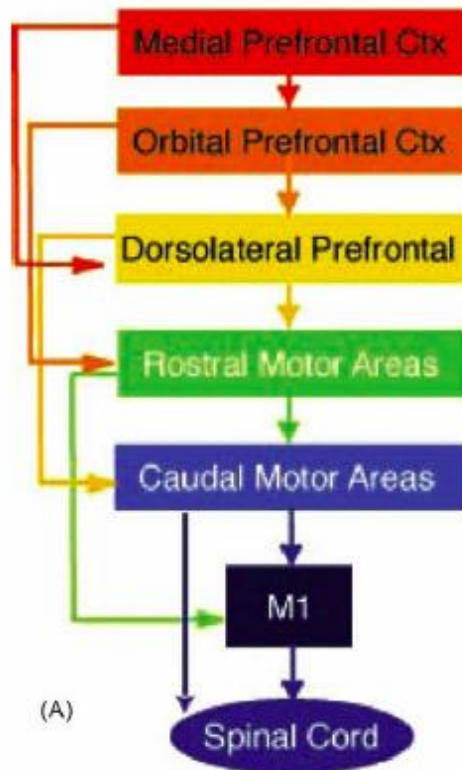 Medial Prefrontal Ctx
Orbital Prefrontal Ctx
Dorsolateral Prefrontal
Rostral Motor Areas
Caudal Motor Areas
M1
(A)
Spinal Cord